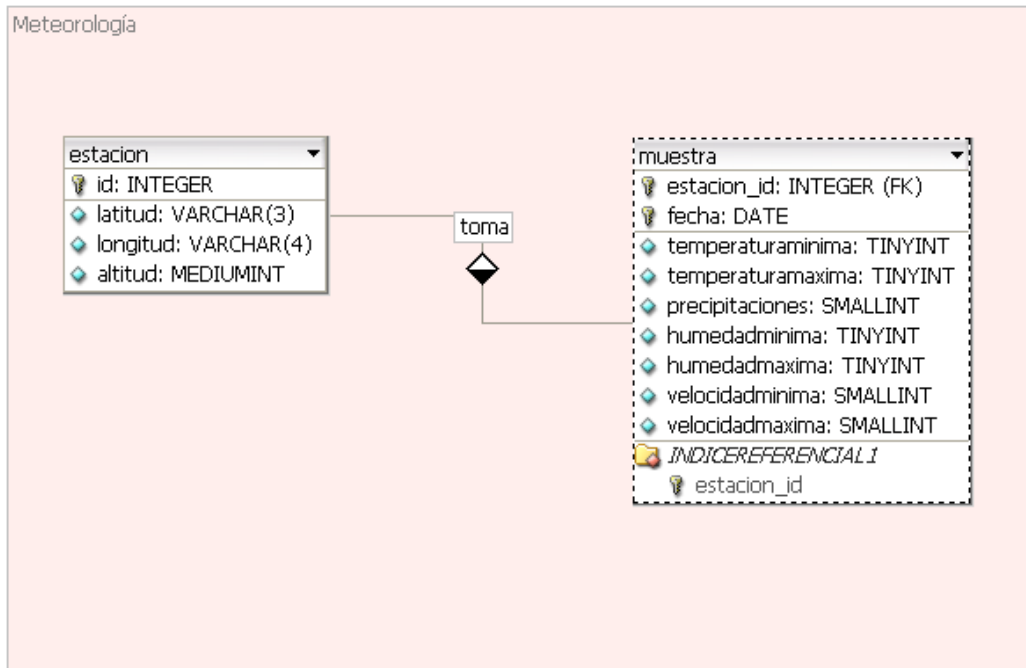 Meteorología
estacion
id: INTEGER
latitud: VARCHAR(3)
longitud: VARCHAR(4)
altitud: MEDIUMINT
toma
muestra
estacion_id: INTEGER (FK)
fecha: DATE
temperaturaminima: TINYINT
temperaturamaxima: TINYINT
precipitaciones: SMALLINT
humedadminima: TINYINT
humedadmaxima: TINYINT
velocidadminima: SMALLINT
velocidadmaxima: SMALLINT
INDICEREFERENCIAL1
estacion_id